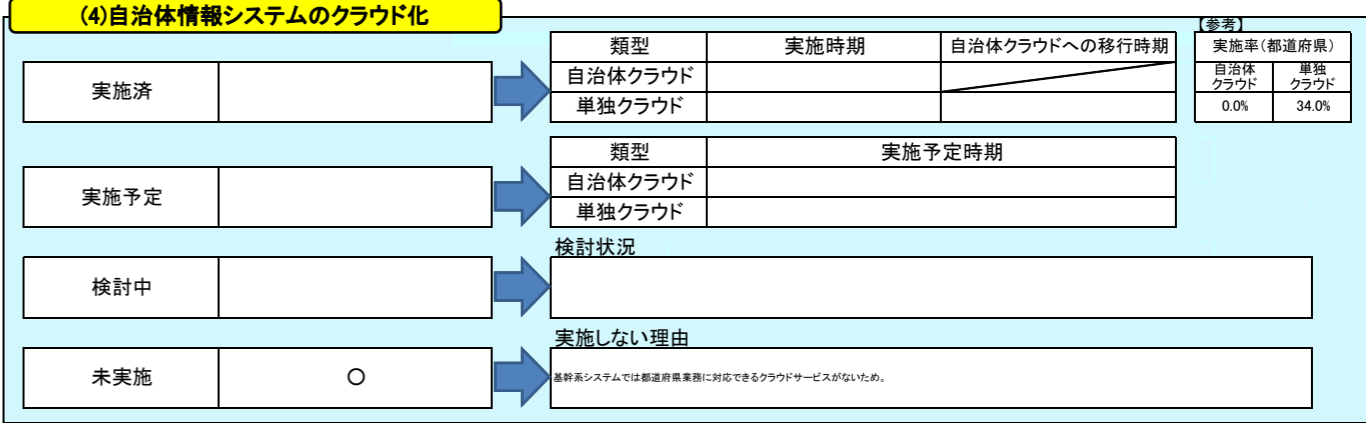 (4)自治体情報システムのクラウド化
【参考】
類型 実施時期 自治体クラウドへの移行時期
実施率(都道府県)
実施済
自治体クラウド
単独クラウド
自治体
クラウド
単独
クラウド
0.0% 34.0%
類型 実施予定時期
実施予定
自治体クラウド
単独クラウド
検討状況
検討中
実施しない理由
未実施 ○
基幹系システムでは都道府県業務に対応できるクラウドサービスがないため。